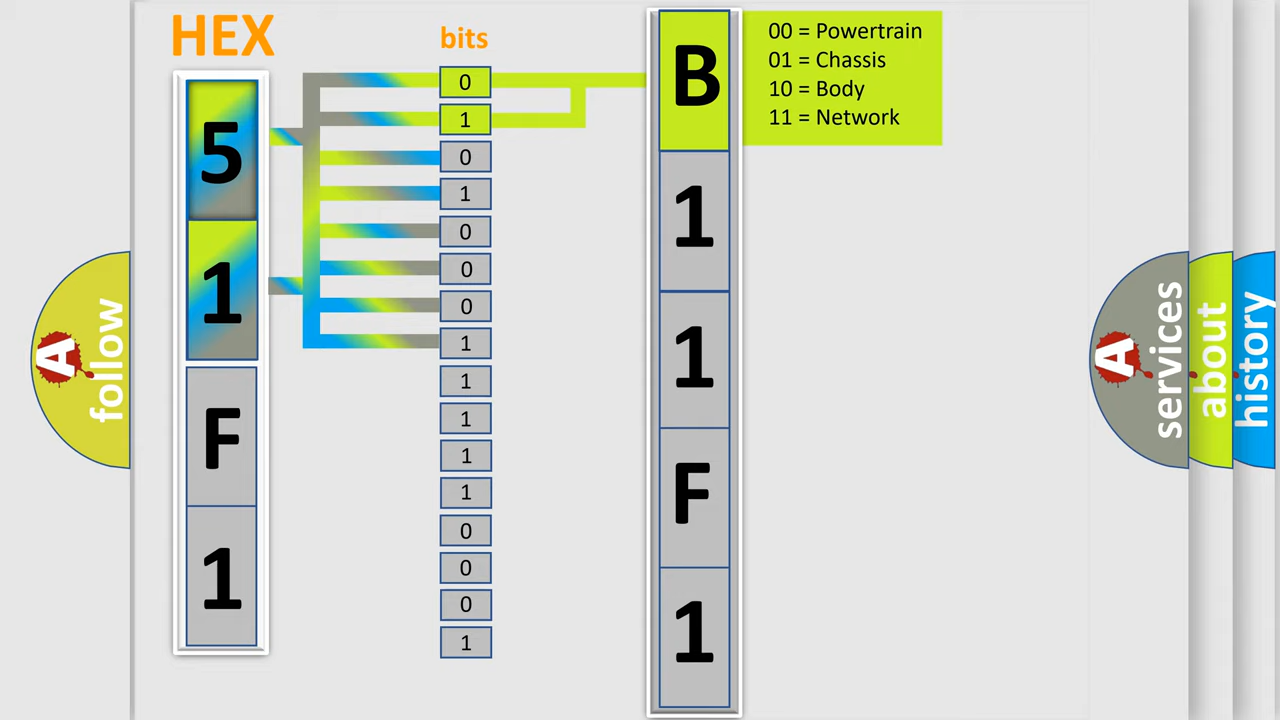 HEX
5
1
F
1
bits
0
1
0
1
0
0
0
1
1
1
1
1
0
0
0
1
B
1
1
F
1
00 = Powertrain
01 = Chassis
10 = Body
11 = Network
A
follow
A
services
about
history